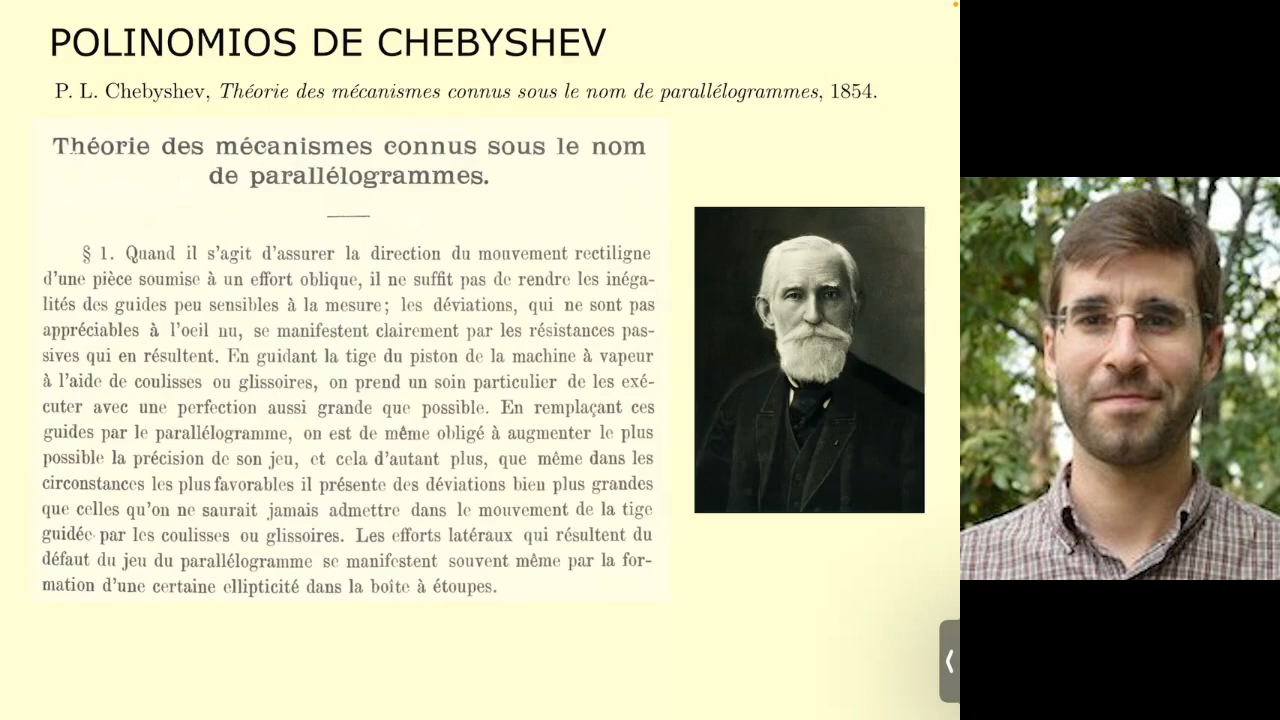 POLINOMIOS DE CHEBYSHEV
P. L. Chebyshev, Théorie des mécanismes connus sous le nom de parallélogrammes, 1854.
Théorie des mécanismes connus sous le nom
de parallélogrammes.
§ 1. Quand il s'agit d'assurer la direction du mouvement rectiligne
d'une pièce soumise à un effort oblique, il ne suffit pas de rendre les inéga-
lités des guides peu sensibles à la mesure; les déviations, qui ne sont pas
appréciables à l'oeil nu, se manifestent clairement par les résistances pas-
sives qui en résultent. En guidant la tige du piston de la machine à vapeur
à l'aide de coulisses ou glissoires, on prend un soin particulier de les exé-
cuter avec une perfection aussi grande que possible. En remplaçant ces
guides par le parallélogramme, on est de même obligé à augmenter le plus
possible la précision de son jeu, et cela d'autant plus, que même dans les
circonstances les plus favorables il présente des déviations bien plus grandes
que celles qu'on ne saurait jamais admettre dans le mouvement de la tige
guidée par les coulisses ou glissoires. Les efforts latéraux qui résultent du
défaut du jeu du parallélogramme se manifestent souvent même par la for-
mation d'une certaine ellipticité dans la boîte à étoupes.